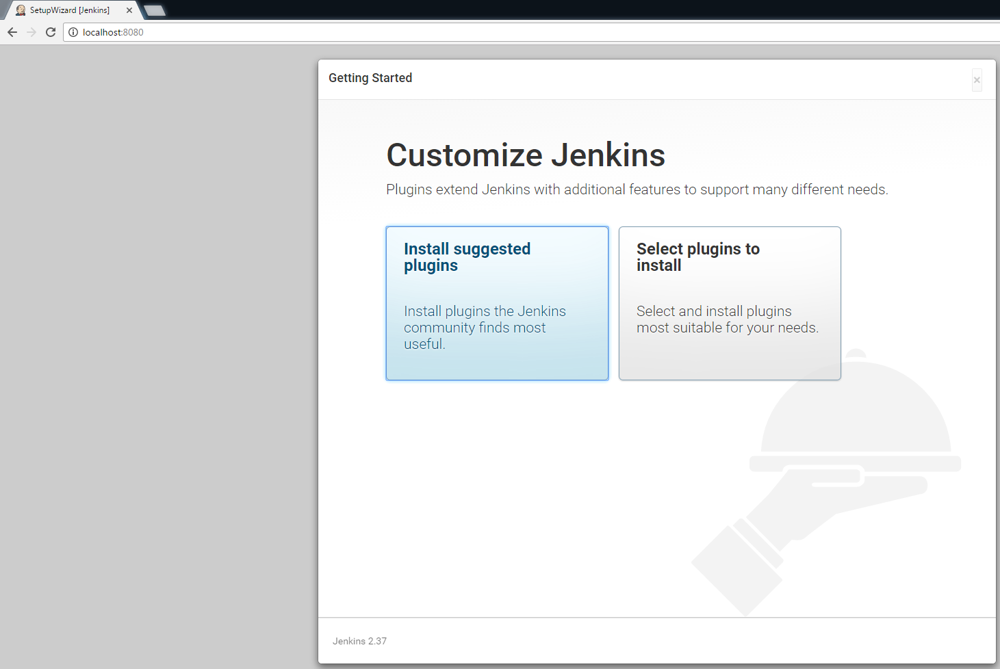 SetupWizard [Jenkins]
localhost:8080
Getting Started
Customize Jenkins
Plugins extend Jenkins with additional features to support many different needs.
Install suggested
plugins
Install plugins the Jenkins
community finds most
useful.
Select plugins to
install
Select and install plugins
most suitable for your needs.
Jenkins 2.37